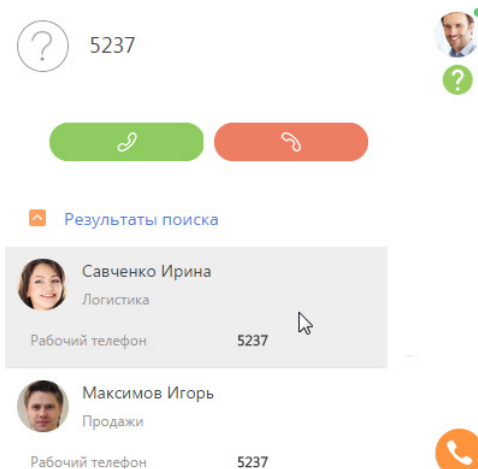 5237
Результаты поиска
Савченко Ирина
Логистика
Рабочий телефон 5237
Максимов Игорь
Продажи
Рабочий телефон 5237